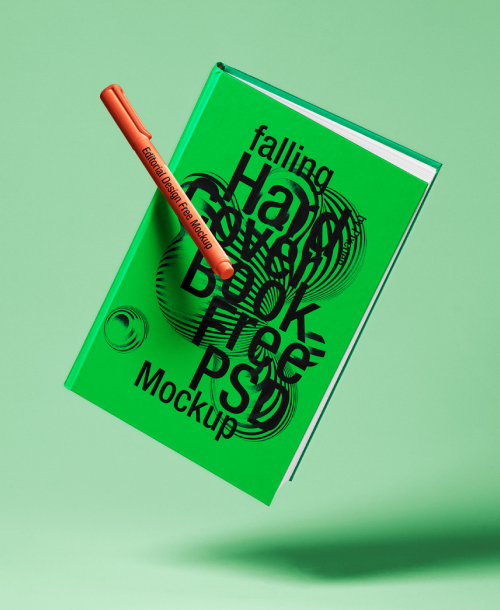 falling
Hard
Cover
Book
Free
PSD
Mockup
Editorial Design Free Mockup